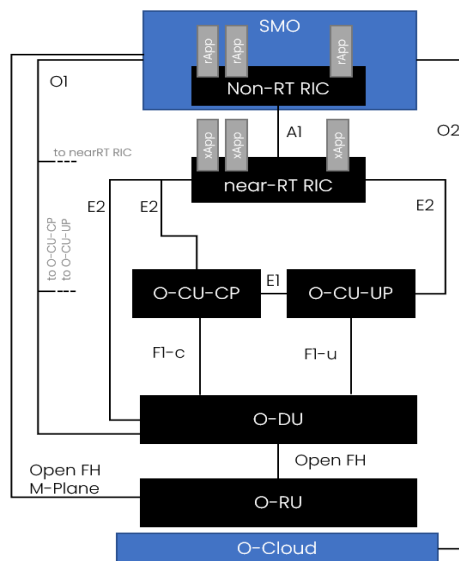 SMO
rApp
rApp
rApp
Non-RT RIC
O1
A1
O2
to nearRT RIC
xApp
xApp
xApp
near-RT RIC
E2
E2
E2
to O-CU-CP
to O-CU-UP
E1
O-CU-CP
O-CU-UP
F1-c
F1-u
O-DU
Open FH
M-Plane
Open FH
O-RU
O-Cloud